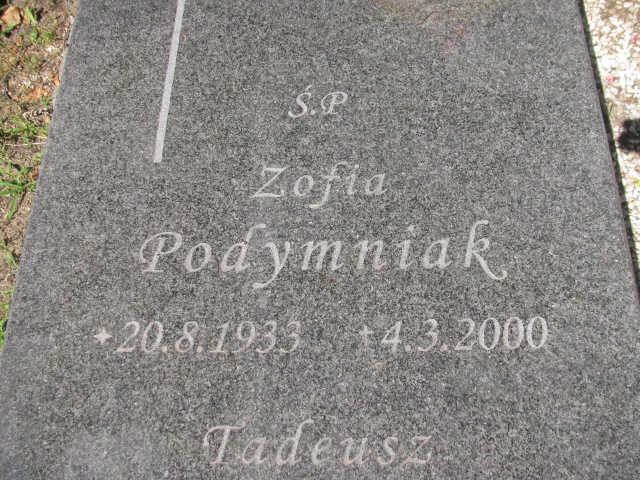 Ś.P
Zofia
Podymniak
*20.8.1933 †4.3.2000
Tadeusz